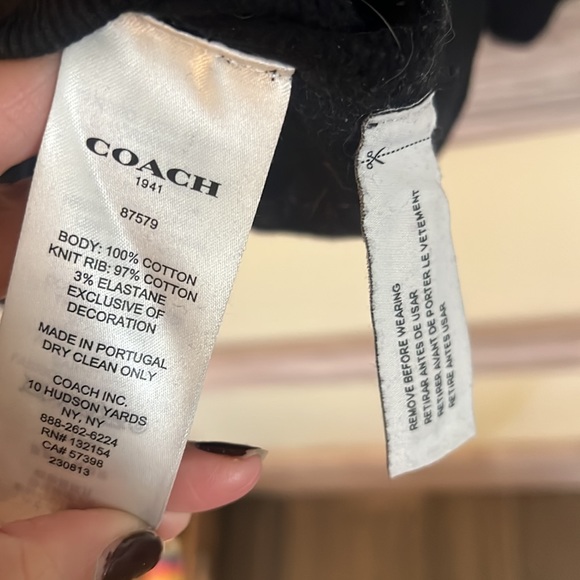 COACH
1941
87579
BODY: 100% COTTON
KNIT RIB: 97% COTTON
3% ELASTANE
EXCLUSIVE OF
DECORATION
MADE IN PORTUGAL
DRY CLEAN ONLY
COACH INC.
10 HUDSON YARDS
NY, NY
888-262-6224
RN# 132154
CA# 57398
230813
REMOVE BEFORE WEARING
RETIRAR ANTES DE USAR
RETIRER AVANT DE PORTER LE VETEMENT
RETIRE ANTES USAR